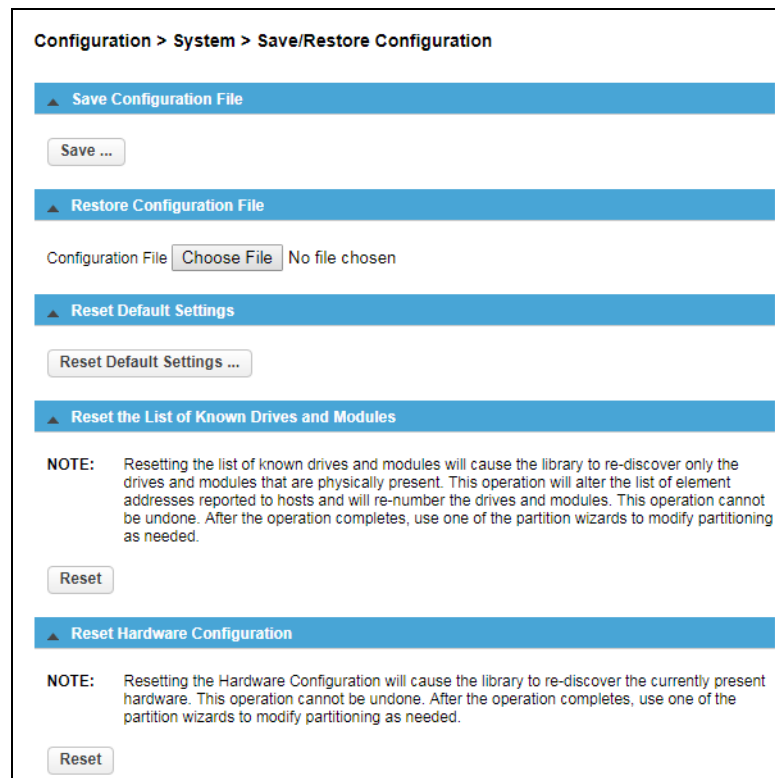 Configuration > System > Save/Restore Configuration
Save Configuration File
Save ...
Restore Configuration File
Configuration File Choose File No file chosen
Reset Default Settings
Reset Default Settings ...
Reset the List of Known Drives and Modules
NOTE: Resetting the list of known drives and modules will cause the library to re-discover only the
drives and modules that are physically present. This operation will alter the list of element
addresses reported to hosts and will re-number the drives and modules. This operation cannot
be undone. After the operation completes, use one of the partition wizards to modify partitioning
as needed.
Reset
Reset Hardware Configuration
NOTE: Resetting the Hardware Configuration will cause the library to re-discover the currently present
hardware. This operation cannot be undone. After the operation completes, use one of the
partition wizards to modify partitioning as needed.
Reset